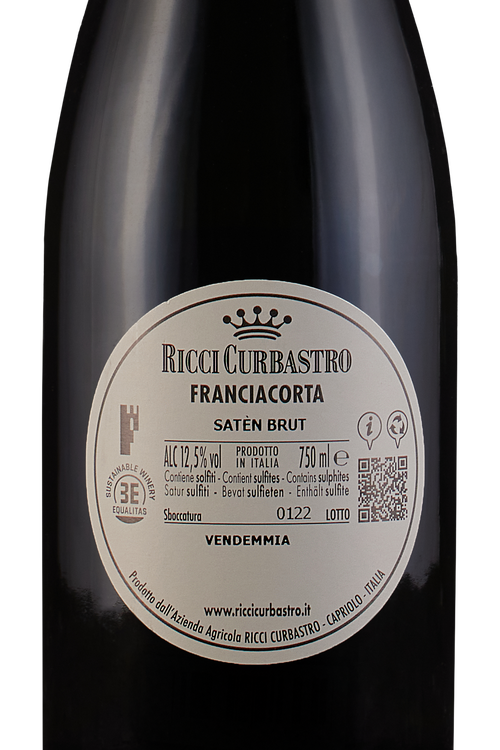 RICCI CURBASTRO
FRANCIACORTA
SATÈN BRUT
ALC 12,5% vol PRODOTTO IN ITALIA 750 ml e
Contiene solfiti - Contient sulfites - Contains sulphites
Satur sulfiti - Bevat sulfieten - Enthält sulfite
Sboccatura 0122 LOTTO
VENDEMMIA
SUSTAINABLE WINERY
3E
EQUALITAS
i
www.riccicurbastro.it
Prodotto dall'Azienda Agricola RICCI CURBASTRO - CAPRIOLO - ITALIA